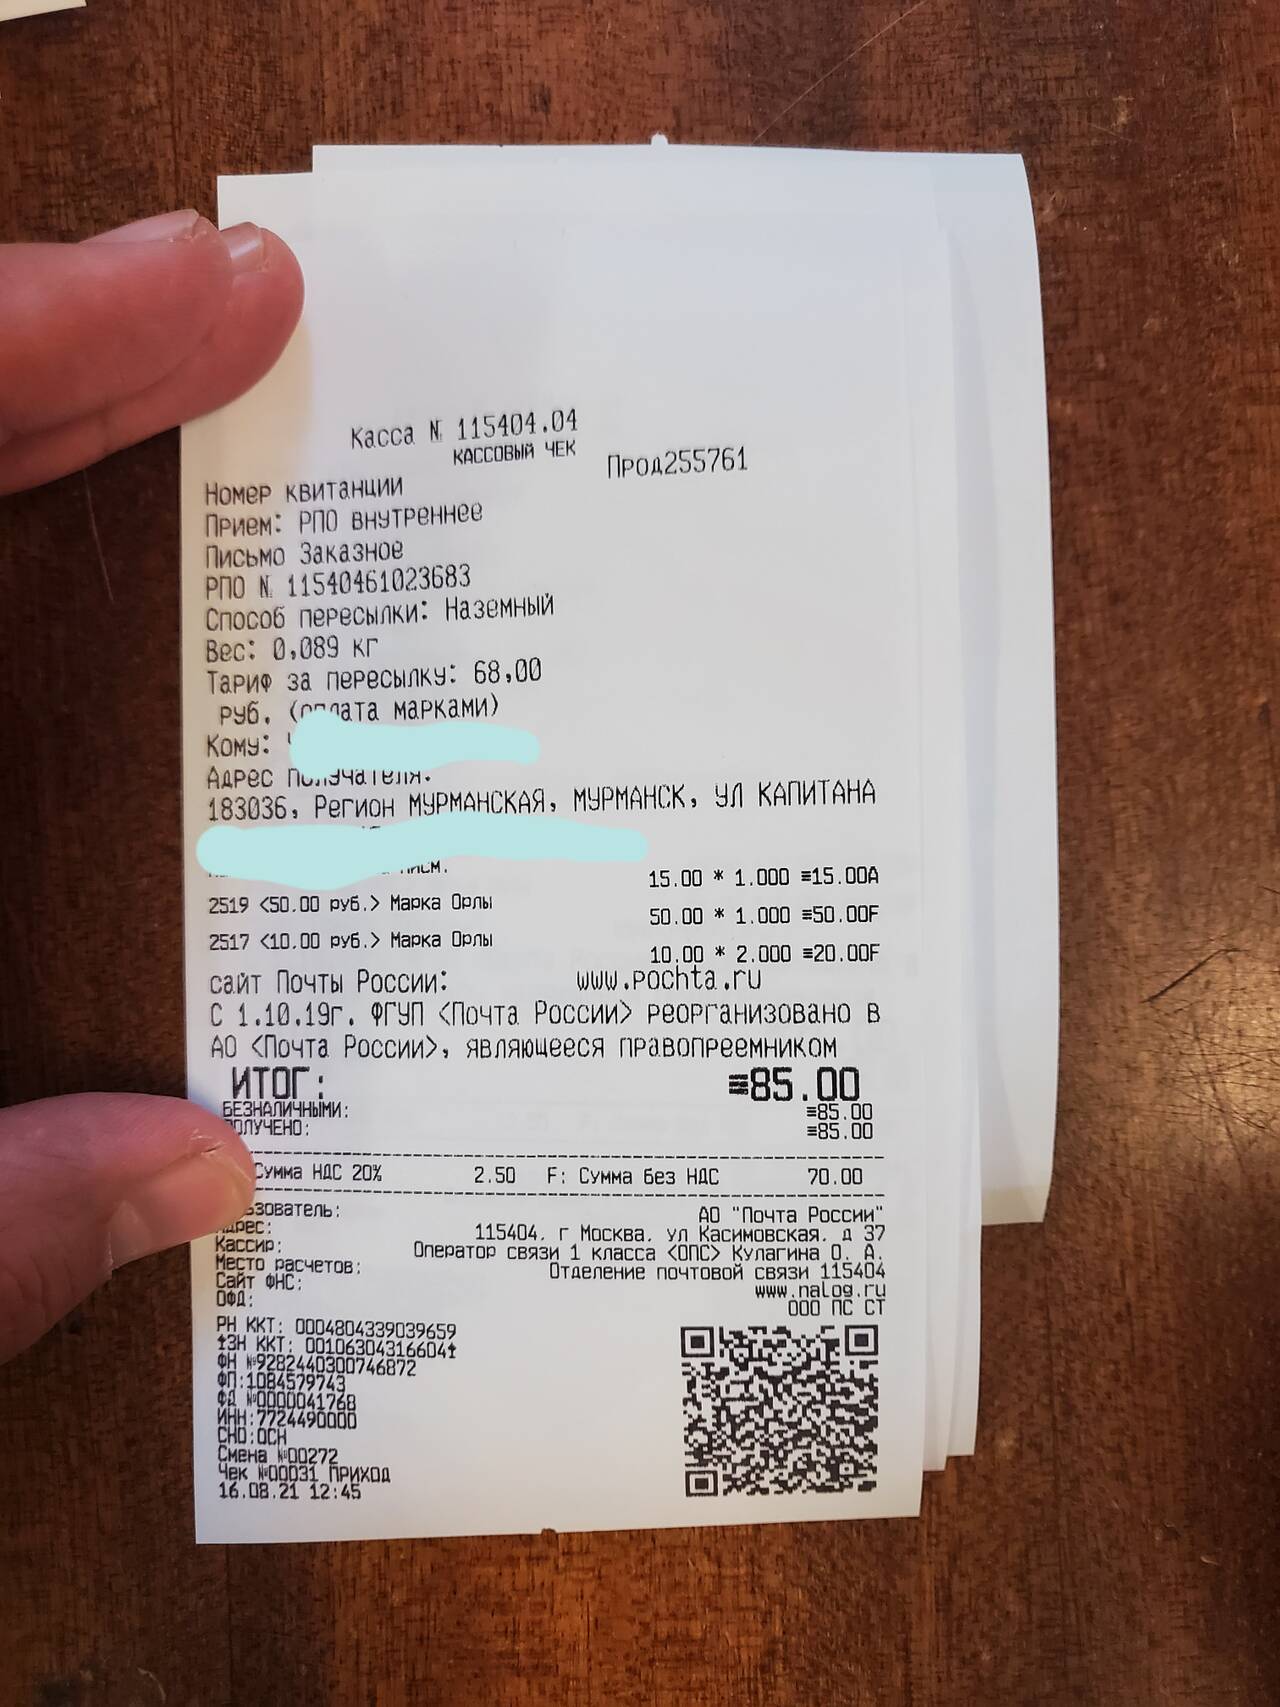 Касса № 115404.04
КАССОВЫЙ ЧЕК
Прод255761
Номер квитанции
Прием: РПО внутреннее
Письмо Заказное
РПО № 11540461023683
Способ пересылки: Наземный
Вес: 0,089 кг
Тариф за пересылку: 68,00
руб. (оплата марками)
Кому:
Адрес получателя:
183036, Регион МУРМАНСКАЯ, МУРМАНСК, УЛ КАПИТАНА
15.00 * 1.000 ≡15.00A
2519 <50.00 руб.> Марка Орлы
50.00 * 1.000 ≡50.00F
2517 <10.00 руб.> Марка Орлы
10.00 * 2.000 ≡20.00F
сайт Почты России: www.pochta.ru
С 1.10.19г. ФГУП <Почта России> реорганизовано в
АО <Почта России>, являющееся правопреемником
ИТОГ: ≡85.00
БЕЗНАЛИЧНЫМИ: ≡85.00
ПОЛУЧЕНО: ≡85.00
Сумма НДС 20% 2.50 F: Сумма без НДС 70.00
зователь: АО "Почта России"
Адрес: 115404, г Москва, ул Касимовская, д 37
Кассир: Оператор связи 1 класса <ОПС> Кулагина О. А.
Место расчетов: Отделение почтовой связи 115404
Сайт ФНС: www.nalog.ru
ОФД: ООО ПС СТ
РН ККТ: 0004804339039659
ЗН ККТ: 00106304316604
ФН №9282440300746872
ФП:1084579743
ФД №0000041768
ИНН:7724490000
СНО:ОСН
Смена №00272
Чек №00031 ПРИХОД
16.08.21 12:45